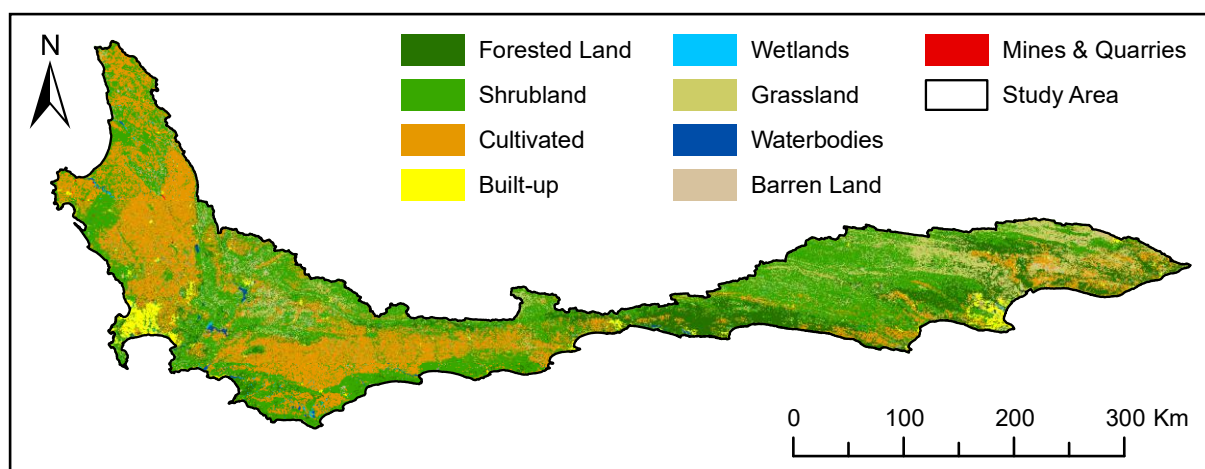 N
Forested Land
Shrubland
Cultivated
Built-up
Wetlands
Grassland
Waterbodies
Barren Land
Mines & Quarries
Study Area
0 100 200 300 Km